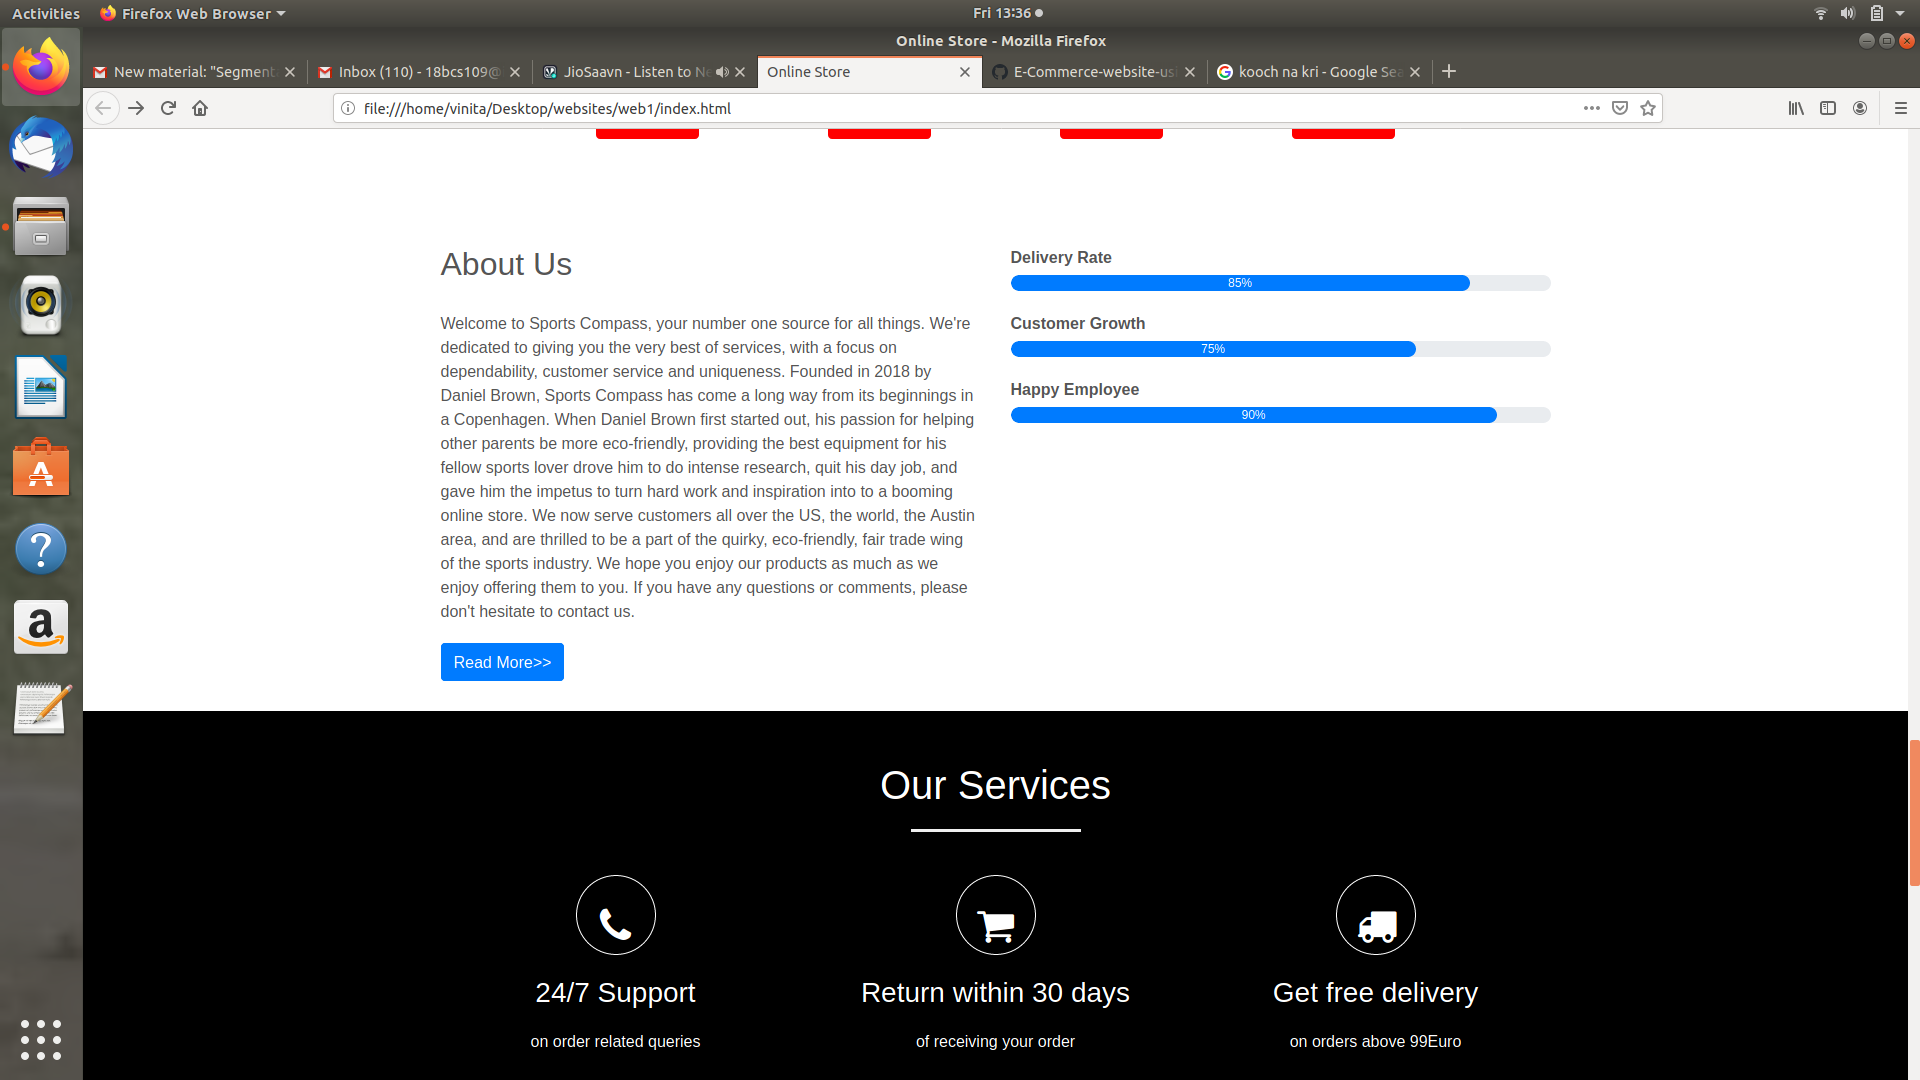 Activities Firefox Web Browser Fri 13:36
Online Store - Mozilla Firefox
New material: "Segment Inbox (110) - 18bcs109@ JioSaavn - Listen to Ne Online Store E-Commerce-website-us kooch na kri - Google Sea
file:///home/vinita/Desktop/websites/web1/index.html
About Us
Welcome to Sports Compass, your number one source for all things. We're
dedicated to giving you the very best of services, with a focus on
dependability, customer service and uniqueness. Founded in 2018 by
Daniel Brown, Sports Compass has come a long way from its beginnings in
a Copenhagen. When Daniel Brown first started out, his passion for helping
other parents be more eco-friendly, providing the best equipment for his
fellow sports lover drove him to do intense research, quit his day job, and
gave him the impetus to turn hard work and inspiration into to a booming
online store. We now serve customers all over the US, the world, the Austin
area, and are thrilled to be a part of the quirky, eco-friendly, fair trade wing
of the sports industry. We hope you enjoy our products as much as we
enjoy offering them to you. If you have any questions or comments, please
don't hesitate to contact us.
Read More>>
Delivery Rate
85%
Customer Growth
75%
Happy Employee
90%
Our Services
24/7 Support
on order related queries
Return within 30 days
of receiving your order
Get free delivery
on orders above 99Euro